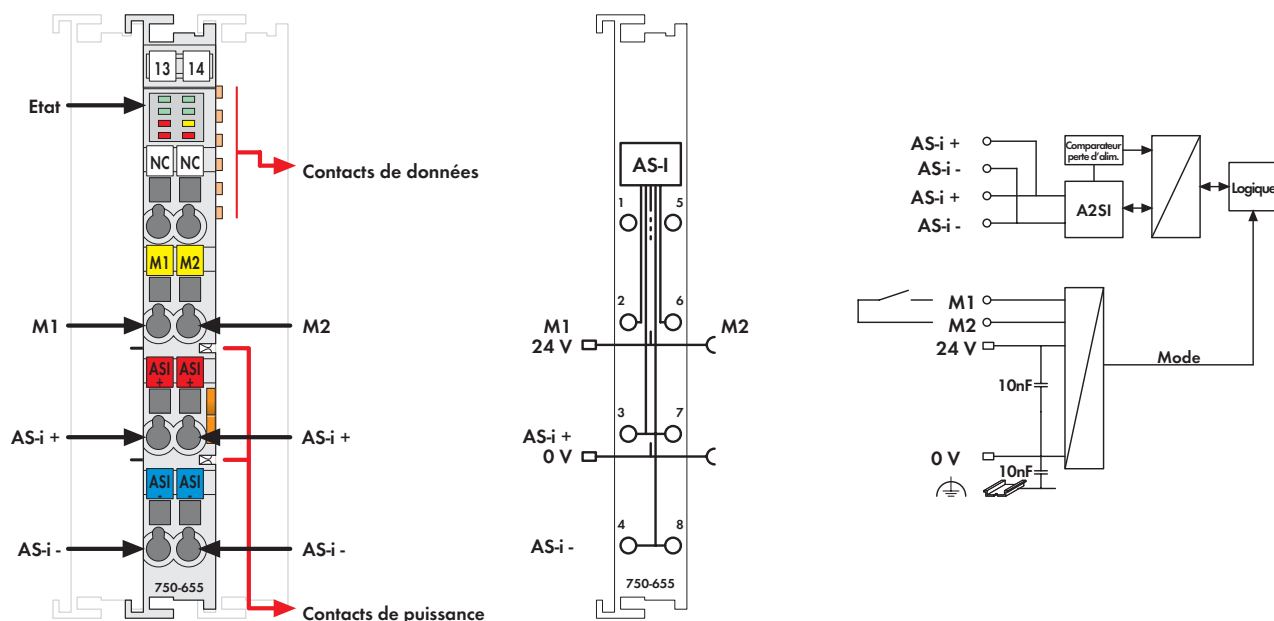 13 14
Etat
NC NC
Contacts de données
M1 M2
M1
M2
ASI + ASI +
AS-i +
AS-i +
ASI - ASI -
AS-i -
AS-i -
750-655
Contacts de puissance
AS-I
1 5
2 6
M1
24 V
M2
3 7
AS-i +
0 V
4 8
AS-i -
750-655
AS-i +
AS-i -
AS-i +
AS-i -
Comparateur
perte d'alim.
A2SI
Logique
M1
M2
24 V
10nF
Mode
0 V
10nF